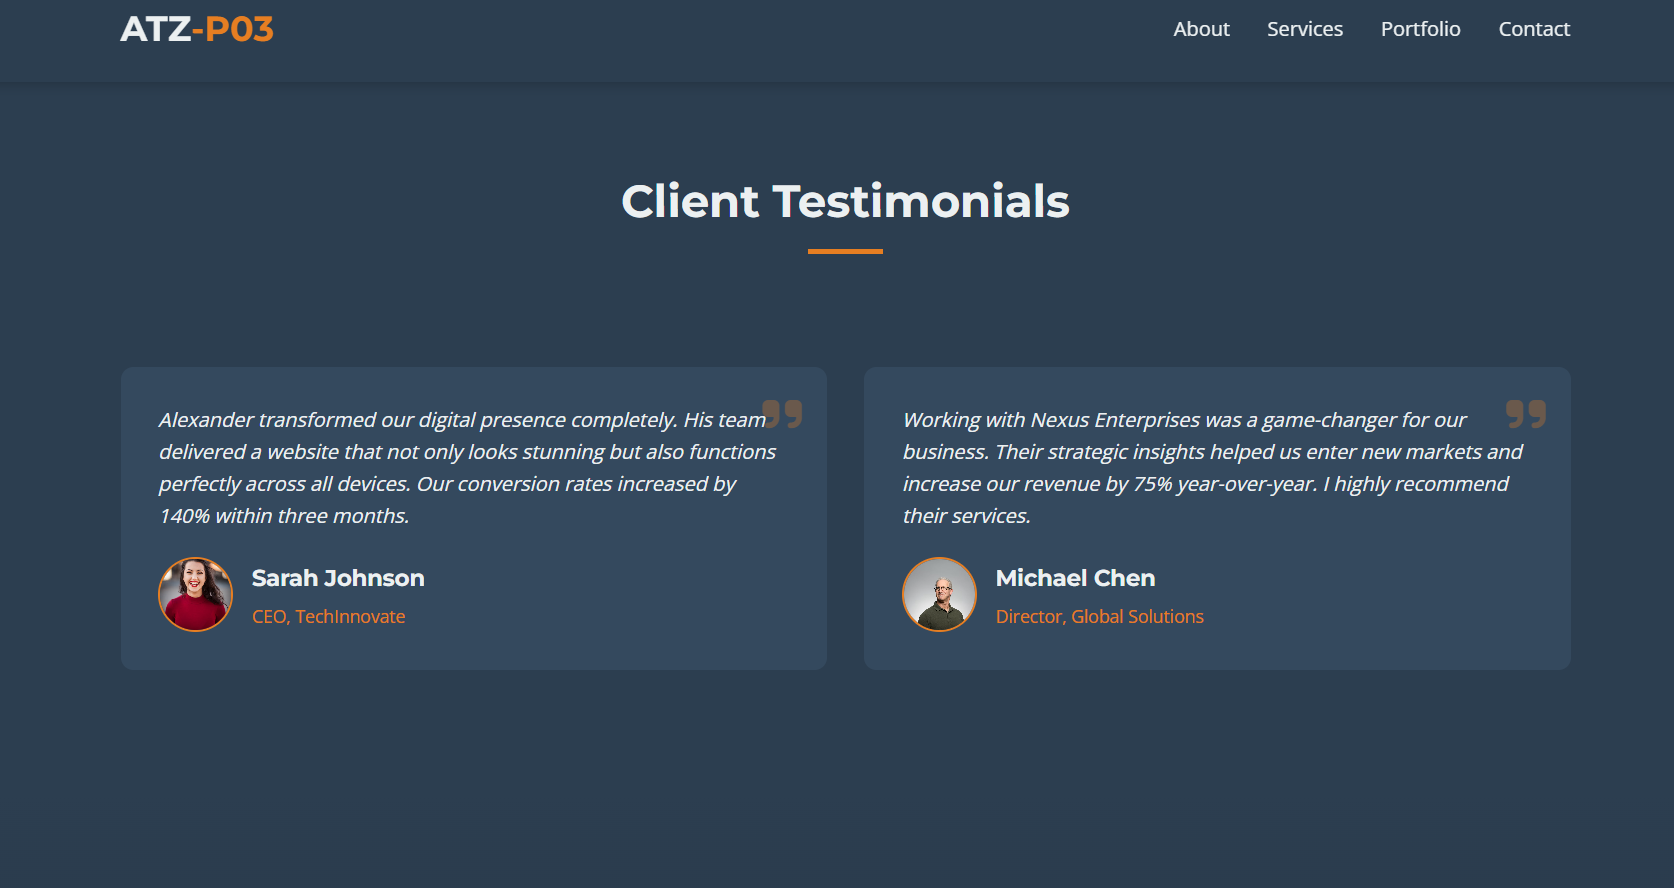 ATZ-P03
About Services Portfolio Contact
Client Testimonials
Alexander transformed our digital presence completely. His team
delivered a website that not only looks stunning but also functions
perfectly across all devices. Our conversion rates increased by
140% within three months.
Sarah Johnson
CEO, TechInnovate
Working with Nexus Enterprises was a game-changer for our
business. Their strategic insights helped us enter new markets and
increase our revenue by 75% year-over-year. I highly recommend
their services.
Michael Chen
Director, Global Solutions